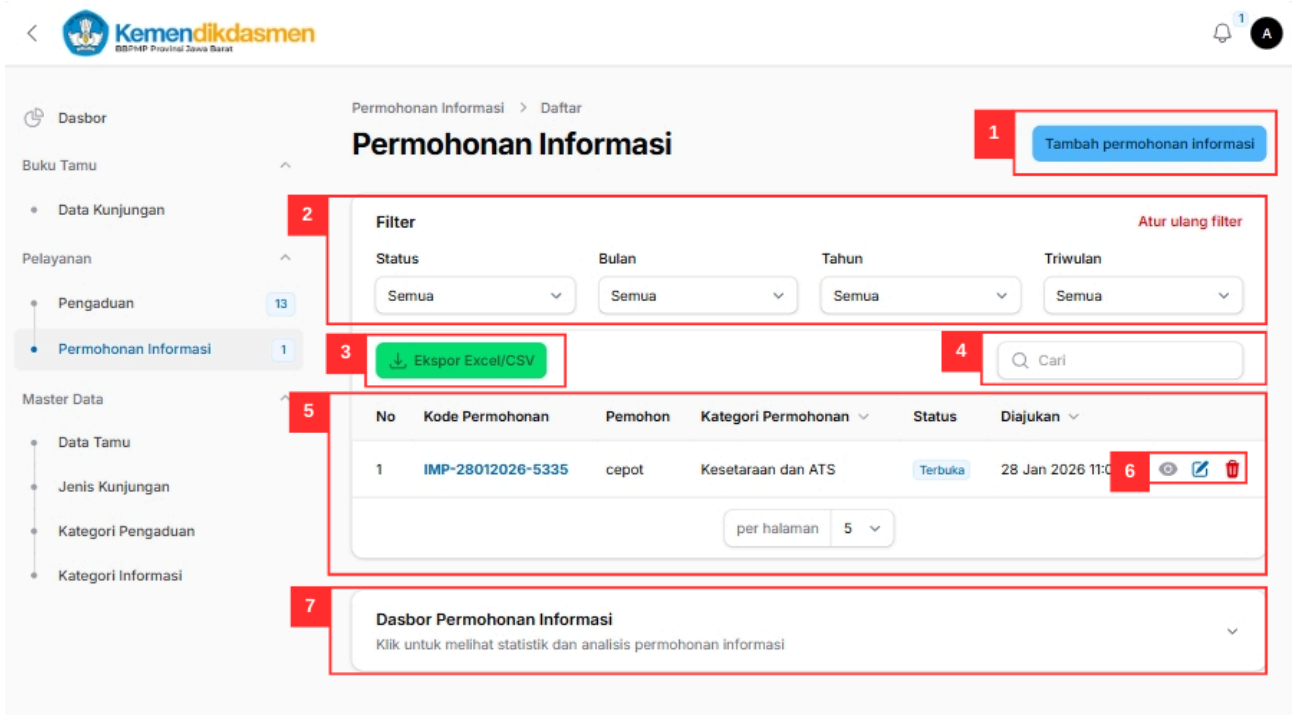 Kemendikdasmen
BBPMP Provinsi Jawa Barat
1
A
Dasbor
Buku Tamu
Data Kunjungan
Pelayanan
Pengaduan 13
Permohonan Informasi 1
Master Data
Data Tamu
Jenis Kunjungan
Kategori Pengaduan
Kategori Informasi
Permohonan Informasi > Daftar
Permohonan Informasi
1
Tambah permohonan informasi
2
Filter
Atur ulang filter
Status Bulan Tahun Triwulan
Semua Semua Semua Semua
3
Ekspor Excel/CSV
4
Cari
5
No Kode Permohonan Pemohon Kategori Permohonan Status Diajukan
1 IMP-28012026-5335 cepot Kesetaraan dan ATS Terbuka 28 Jan 2026
6
per halaman 5
7
Dasbor Permohonan Informasi
Klik untuk melihat statistik dan analisis permohonan informasi